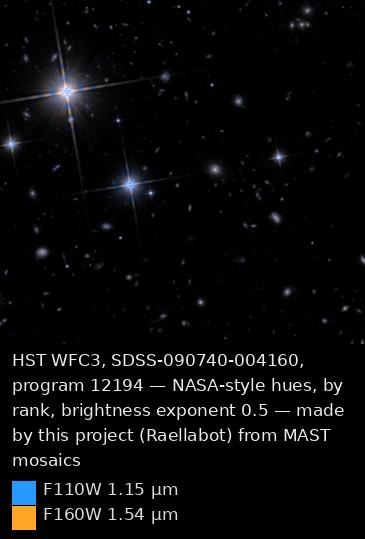 HST WFC3, SDSS-090740-004160,
program 12194 — NASA-style hues, by
rank, brightness exponent 0.5 — made
by this project (Raellabot) from MAST
mosaics
F110W 1.15 μm
F160W 1.54 μm